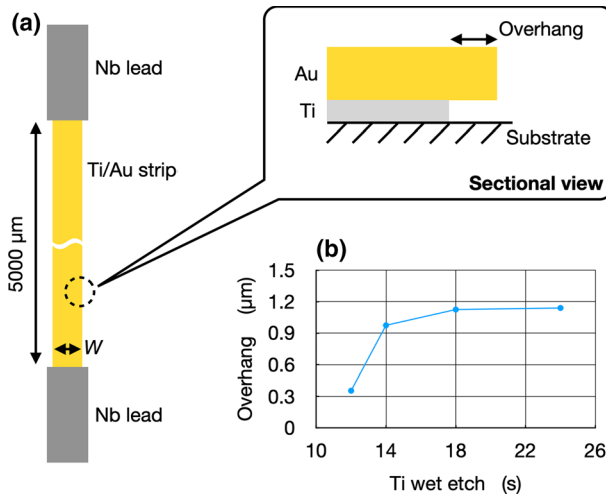 (a)
Nb lead
Ti/Au strip
5000 µm
W
Nb lead
Overhang
Au
Ti
Substrate
Sectional view
(b)
Overhang (µm)
1.5
1.2
0.9
0.6
0.3
0
10 14 18 22 26
Ti wet etch (s)